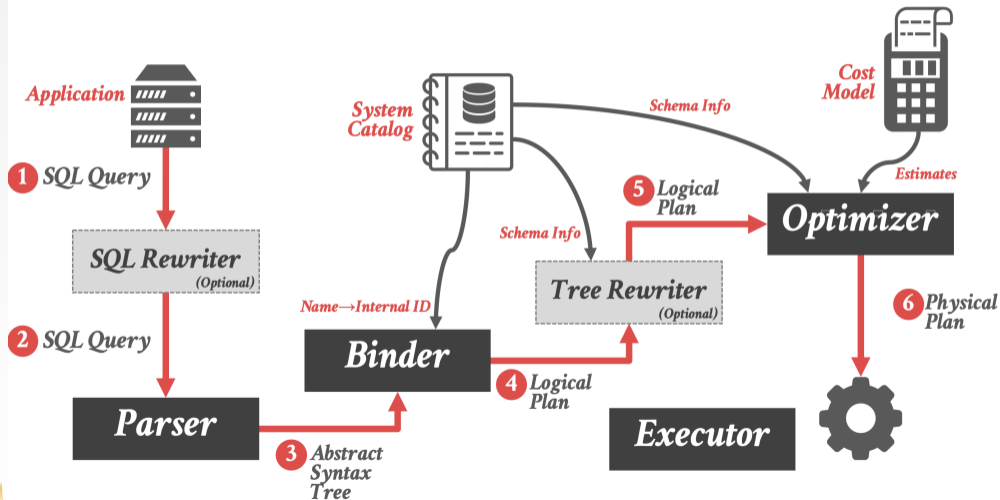 Application
1 SQL Query
SQL Rewriter
(Optional)
2 SQL Query
Parser
3 Abstract
Syntax
Tree
System
Catalog
Name→Internal ID
Binder
4 Logical
Plan
Schema Info
Tree Rewriter
(Optional)
5 Logical
Plan
Schema Info
Cost
Model
Estimates
Optimizer
6 Physical
Plan
Executor